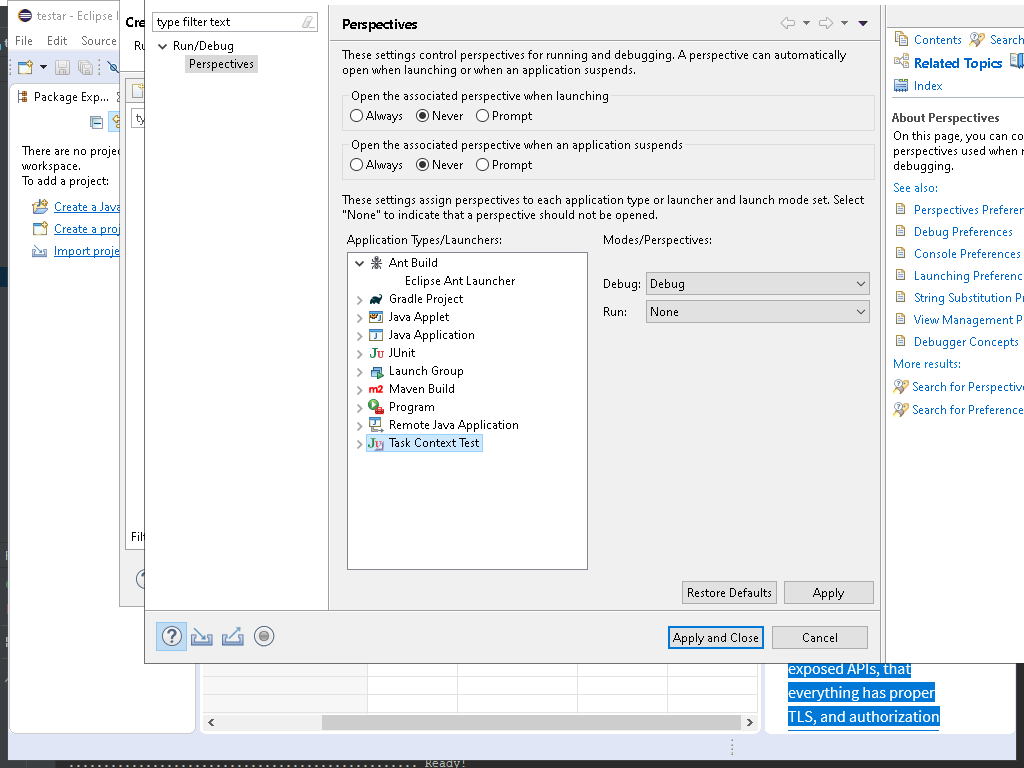 testar - Eclipse I
File Edit Source
Package Exp...
There are no proje
workspace.
To add a project:
Create a Java
Create a proj
Import proje
Cre
Ru
ty
Filt
type filter text
Run/Debug
Perspectives
Perspectives
These settings control perspectives for running and debugging. A perspective can automatically
open when launching or when an application suspends.
Open the associated perspective when launching
Always Never Prompt
Open the associated perspective when an application suspends
Always Never Prompt
These settings assign perspectives to each application type or launcher and launch mode set. Select
"None" to indicate that a perspective should not be opened.
Application Types/Launchers:
Ant Build
Eclipse Ant Launcher
Gradle Project
Java Applet
Java Application
JUnit
Launch Group
Maven Build
Program
Remote Java Application
Task Context Test
Modes/Perspectives:
Debug: Debug
Run: None
Restore Defaults Apply
Apply and Close Cancel
Contents Search
Related Topics
Index
About Perspectives
On this page, you can co
perspectives used when r
debugging.
See also:
Perspectives Preferen
Debug Preferences
Console Preferences
Launching Preferenc
String Substitution Pr
View Management P
Debugger Concepts
More results:
Search for Perspective
Search for Preference
exposed APIs, that
everything has proper
TLS, and authorization
Ready!